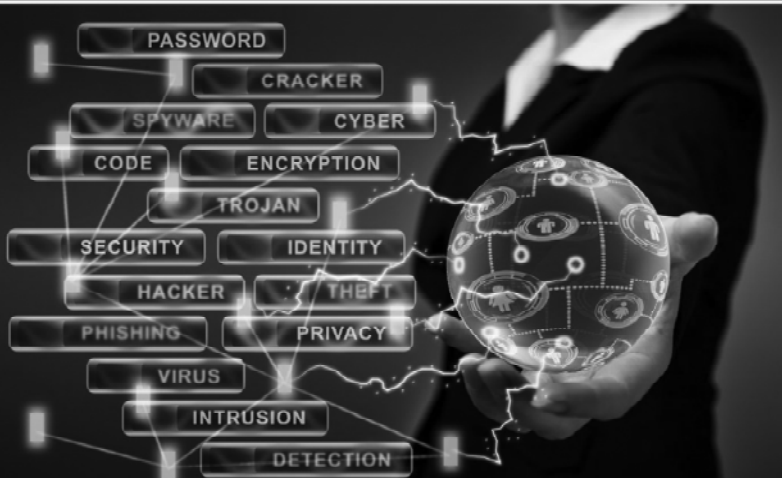 PASSWORD
CRACKER
SPYWARE CYBER
CODE ENCRYPTION
TROJAN
SECURITY IDENTITY
HACKER THEFT
PHISHING PRIVACY
VIRUS
INTRUSION
DETECTION